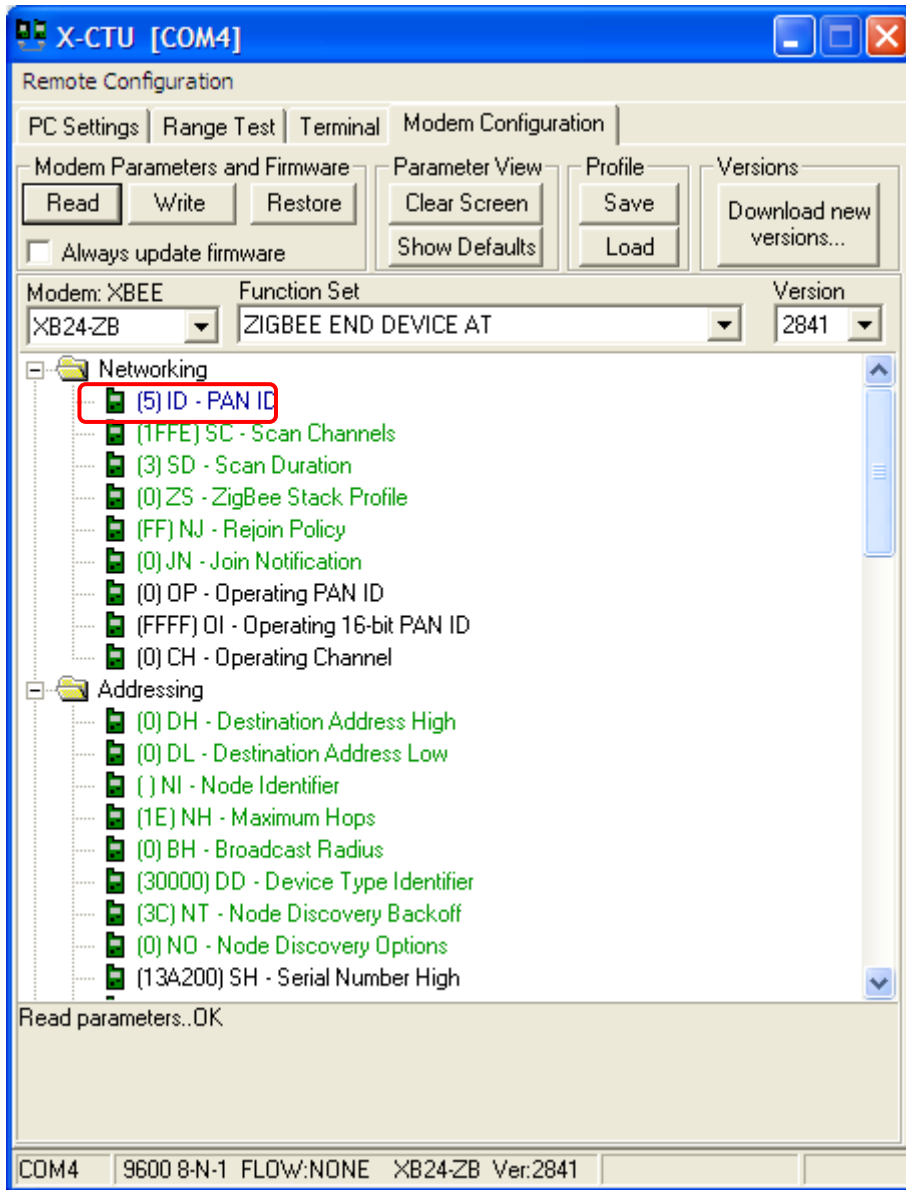 X-CTU [COM4]
Remote Configuration
PC Settings Range Test Terminal Modem Configuration
Modem Parameters and Firmware Parameter View Profile Versions
Read Write Restore Clear Screen Save Download new versions...
Always update firmware Show Defaults Load
Modem: XBEE Function Set Version
XB24-ZB ZIGBEE END DEVICE AT 2841
Networking
(5) ID - PAN ID
(1FFE) SC - Scan Channels
(3) SD - Scan Duration
(0) ZS - ZigBee Stack Profile
(FF) NJ - Rejoin Policy
(0) JN - Join Notification
(0) OP - Operating PAN ID
(FFFF) OI - Operating 16-bit PAN ID
(0) CH - Operating Channel
Addressing
(0) DH - Destination Address High
(0) DL - Destination Address Low
( ) NI - Node Identifier
(1E) NH - Maximum Hops
(0) BH - Broadcast Radius
(30000) DD - Device Type Identifier
(3C) NT - Node Discovery Backoff
(0) NO - Node Discovery Options
(13A200) SH - Serial Number High
Read parameters..OK
COM4 9600 8-N-1 FLOW:NONE XB24-ZB Ver:2841